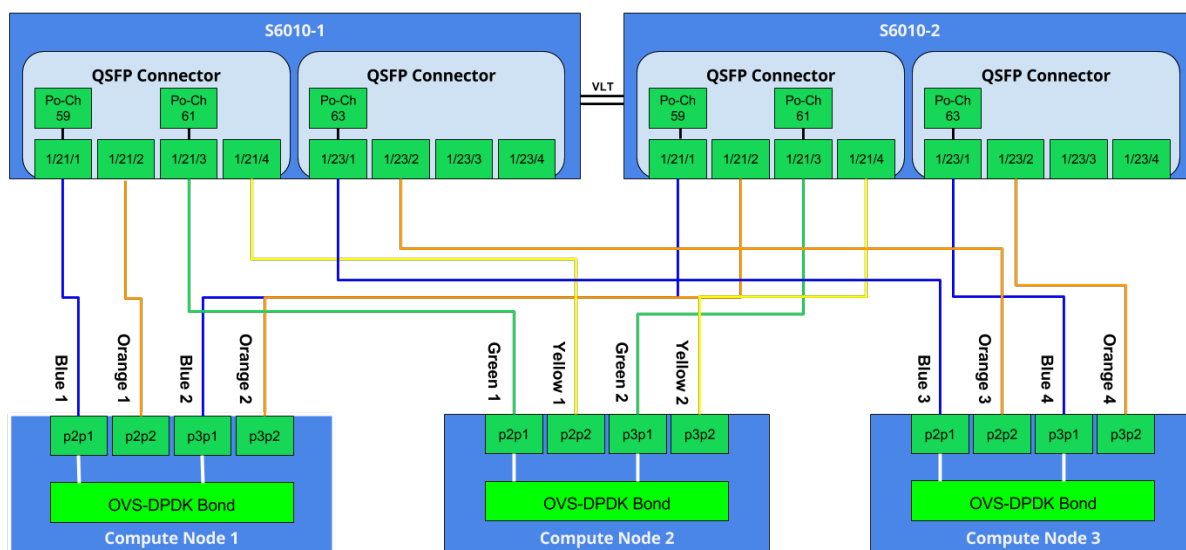 S6010-1
S6010-2
QSFP Connector
QSFP Connector
VLT
QSFP Connector
QSFP Connector
Po-Ch
59
Po-Ch
61
Po-Ch
63
Po-Ch
59
Po-Ch
61
Po-Ch
63
1/21/1
1/21/2
1/21/3
1/21/4
1/23/1
1/23/2
1/23/3
1/23/4
1/21/1
1/21/2
1/21/3
1/21/4
1/23/1
1/23/2
1/23/3
1/23/4
Blue 1
Orange 1
Blue 2
Orange 2
Green 1
Yellow 1
Green 2
Yellow 2
Blue 3
Orange 3
Blue 4
Orange 4
p2p1
p2p2
p3p1
p3p2
p2p1
p2p2
p3p1
p3p2
p2p1
p2p2
p3p1
p3p2
OVS-DPDK Bond
OVS-DPDK Bond
OVS-DPDK Bond
Compute Node 1
Compute Node 2
Compute Node 3